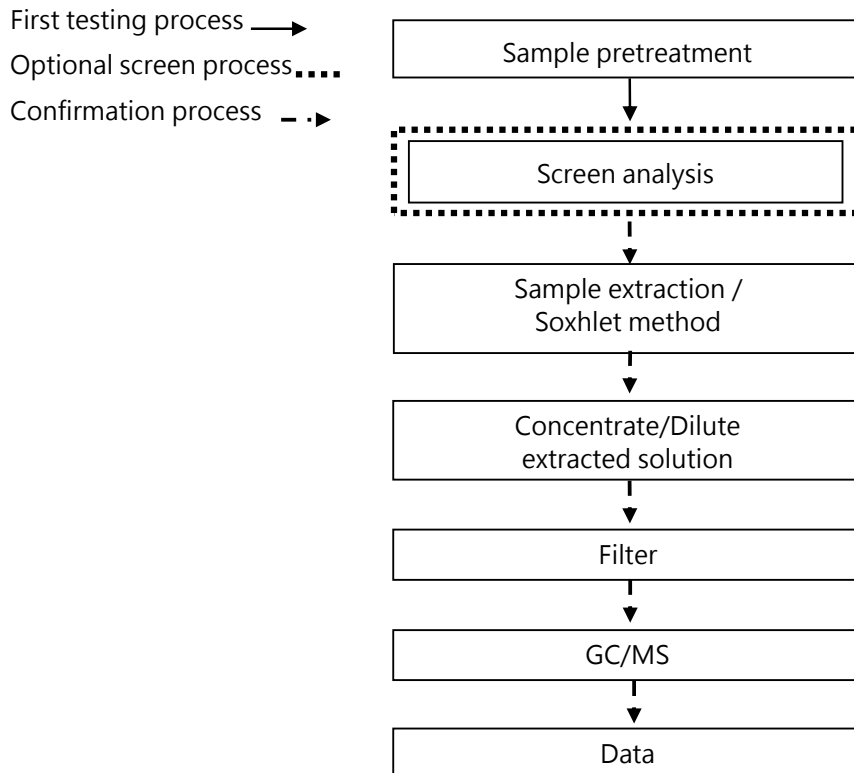 First testing process
Optional screen process
Confirmation process
Sample pretreatment
Screen analysis
Sample extraction /
Soxhlet method
Concentrate/Dilute
extracted solution
Filter
GC/MS
Data